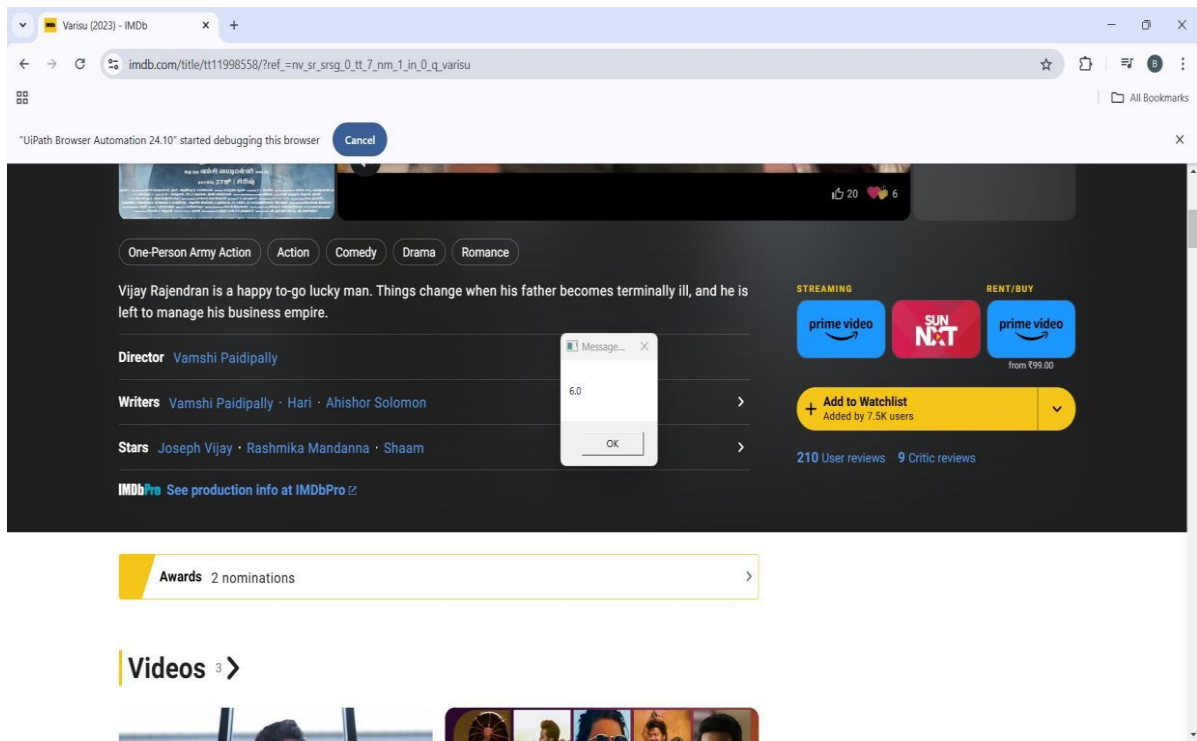 Varisu (2023) - IMDb
imdb.com/title/tt11998558/?ref_=nv_sr_srsg_0_tt_7_nm_1_in_0_q_varisu
B
All Bookmarks
"UiPath Browser Automation 24.10" started debugging this browser Cancel
20 6
One-Person Army Action Action Comedy Drama Romance
Vijay Rajendran is a happy to-go lucky man. Things change when his father becomes terminally ill, and he is
left to manage his business empire.
STREAMING RENT/BUY
prime video SUN NXT prime video
from ₹99.00
Director Vamshi Paidipally
Message...
6.0
OK
Writers Vamshi Paidipally · Hari · Ahishor Solomon
Add to Watchlist
Added by 7.5K users
Stars Joseph Vijay · Rashmika Mandanna · Shaam
210 User reviews 9 Critic reviews
IMDbPro See production info at IMDbPro
Awards 2 nominations
Videos 3